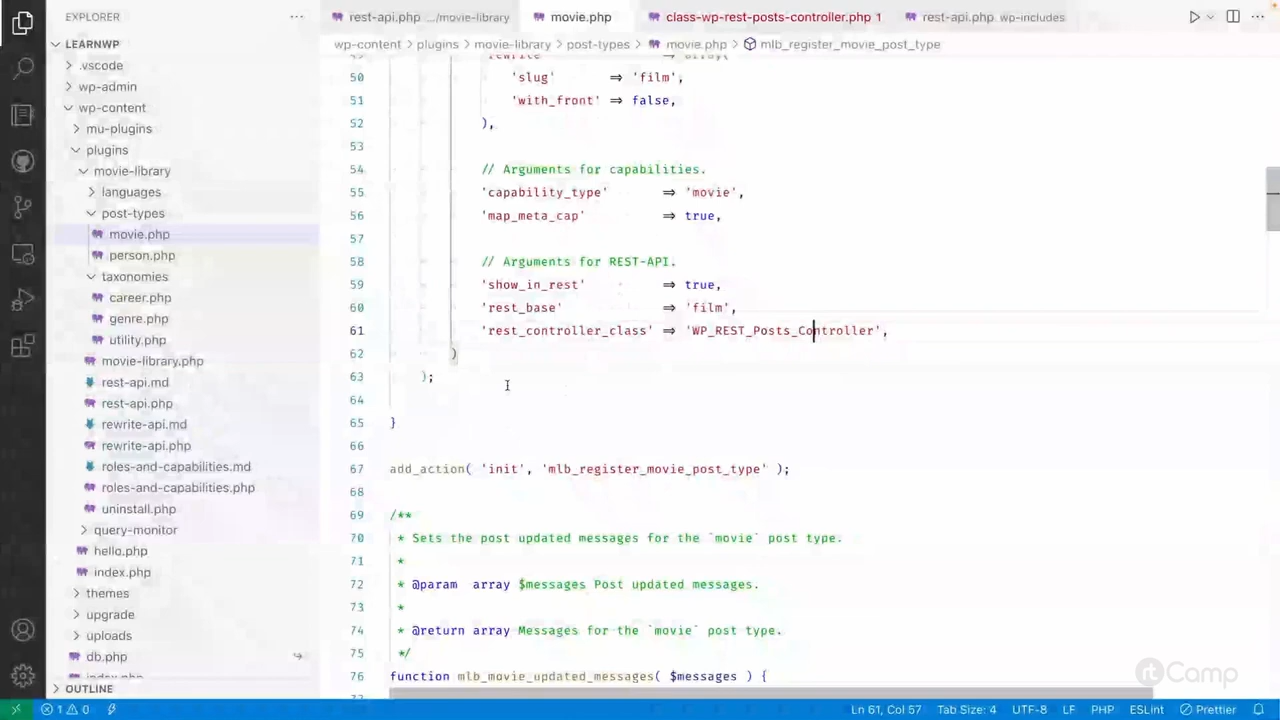 EXPLORER
rest-api.php .../movie-library
movie.php
class-wp-rest-posts-controller.php 1
rest-api.php wp-includes
LEARNWP
.vscode
wp-admin
wp-content
mu-plugins
plugins
movie-library
languages
post-types
movie.php
person.php
taxonomies
career.php
genre.php
utility.php
movie-library.php
rest-api.md
rest-api.php
rewrite-api.md
rewrite-api.php
roles-and-capabilities.md
roles-and-capabilities.php
uninstall.php
query-monitor
hello.php
index.php
themes
upgrade
uploads
db.php
index.php
OUTLINE
wp-content > plugins > movie-library > post-types > movie.php > mlb_register_movie_post_type
49 'rewrite' => array(
50 'slug' => 'film',
51 'with_front' => false,
52 ),
53
54 // Arguments for capabilities.
55 'capability_type' => 'movie',
56 'map_meta_cap' => true,
57
58 // Arguments for REST-API.
59 'show_in_rest' => true,
60 'rest_base' => 'film',
61 'rest_controller_class' => 'WP_REST_Posts_Controller',
62 )
63 );
64
65 }
66
67 add_action( 'init', 'mlb_register_movie_post_type' );
68
69 /**
70 * Sets the post updated messages for the `movie` post type.
71 *
72 * @param array $messages Post updated messages.
73 *
74 * @return array Messages for the `movie` post type.
75 */
76 function mlb_movie_updated_messages( $messages ) {
rtCamp
1 0
Ln 61, Col 57
Tab Size: 4
UTF-8
LF
PHP
ESLint
Prettier